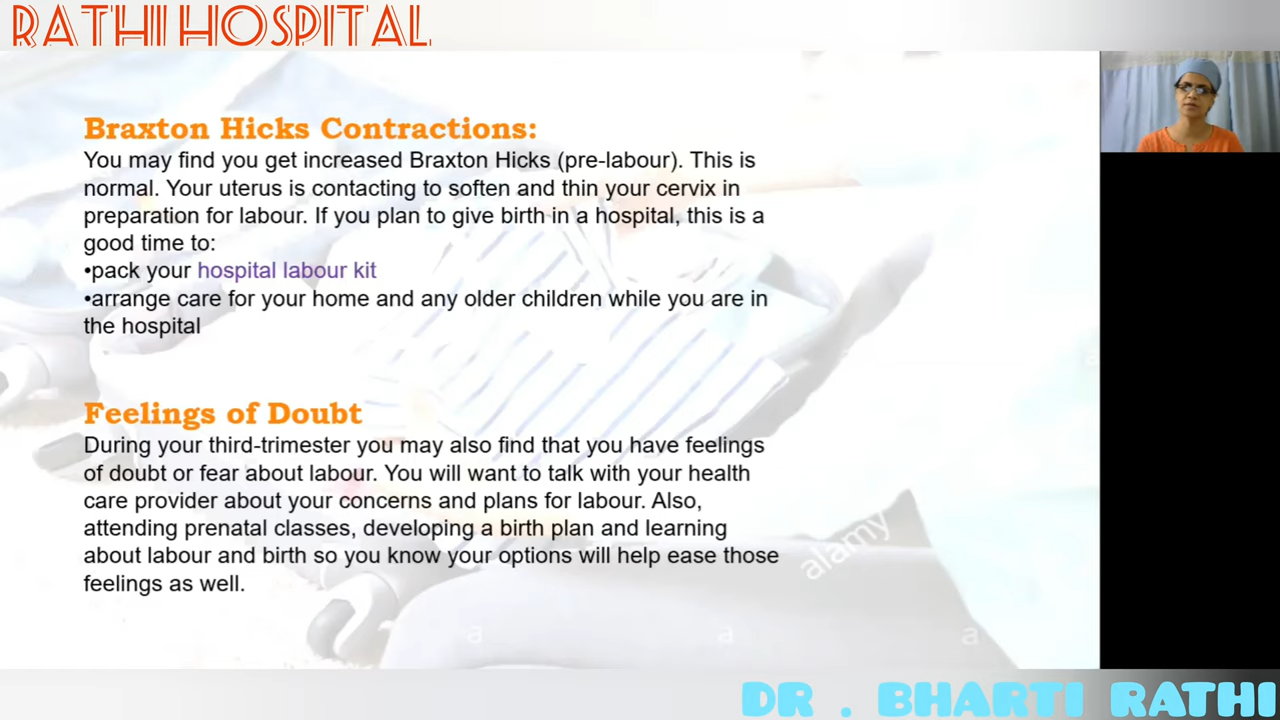 RATHI HOSPITAL
Braxton Hicks Contractions:
You may find you get increased Braxton Hicks (pre-labour). This is
normal. Your uterus is contacting to soften and thin your cervix in
preparation for labour. If you plan to give birth in a hospital, this is a
good time to:
•pack your hospital labour kit
•arrange care for your home and any older children while you are in
the hospital
Feelings of Doubt
During your third-trimester you may also find that you have feelings
of doubt or fear about labour. You will want to talk with your health
care provider about your concerns and plans for labour. Also,
attending prenatal classes, developing a birth plan and learning
about labour and birth so you know your options will help ease those
feelings as well.
alamy
a
a
a
DR . BHARTI RATHI